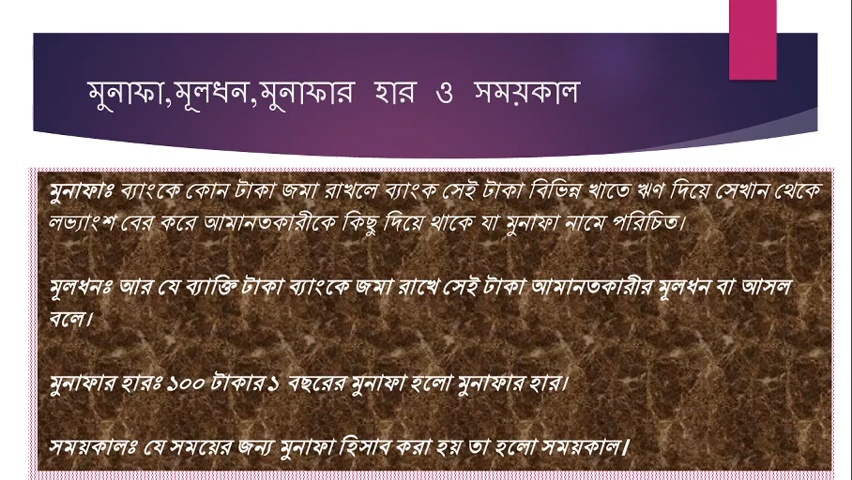 মুনাফা,মূলধন,মুনাফার হার ও সময়কাল
মুনাফাঃ ব্যাংকে কোন টাকা জমা রাখলে ব্যাংক সেই টাকা বিভিন্ন খাতে ঋণ দিয়ে সেখান থেকে
লভ্যাংশ বের করে আমানতকারীকে কিছু দিয়ে থাকে যা মুনাফা নামে পরিচিত।
মূলধনঃ আর যে ব্যাক্তি টাকা ব্যাংকে জমা রাখে সেই টাকা আমানতকারীর মূলধন বা আসল
বলে।
মুনাফার হারঃ ১০০ টাকার ১ বছরের মুনাফা হলো মুনাফার হার।
সময়কালঃ যে সময়ের জন্য মুনাফা হিসাব করা হয় তা হলো সময়কাল।